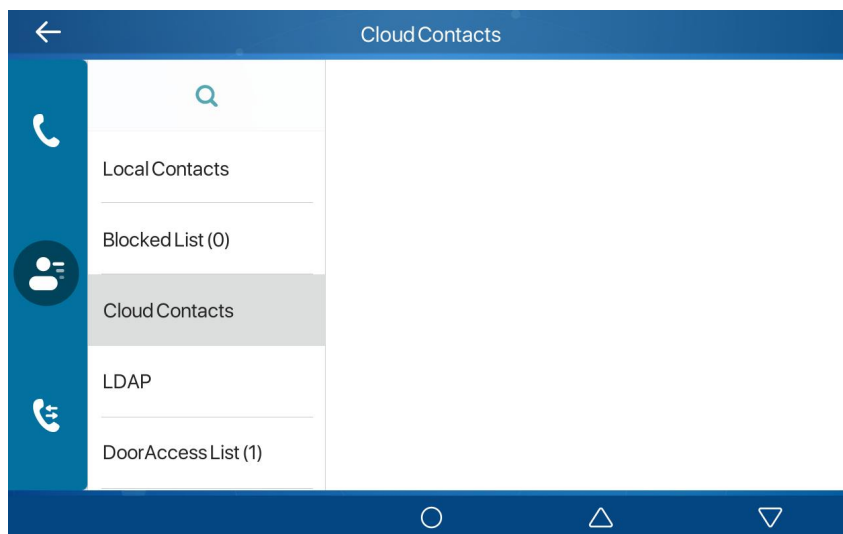 Cloud Contacts
Local Contacts
Blocked List (0)
Cloud Contacts
LDAP
DoorAccess List (1)